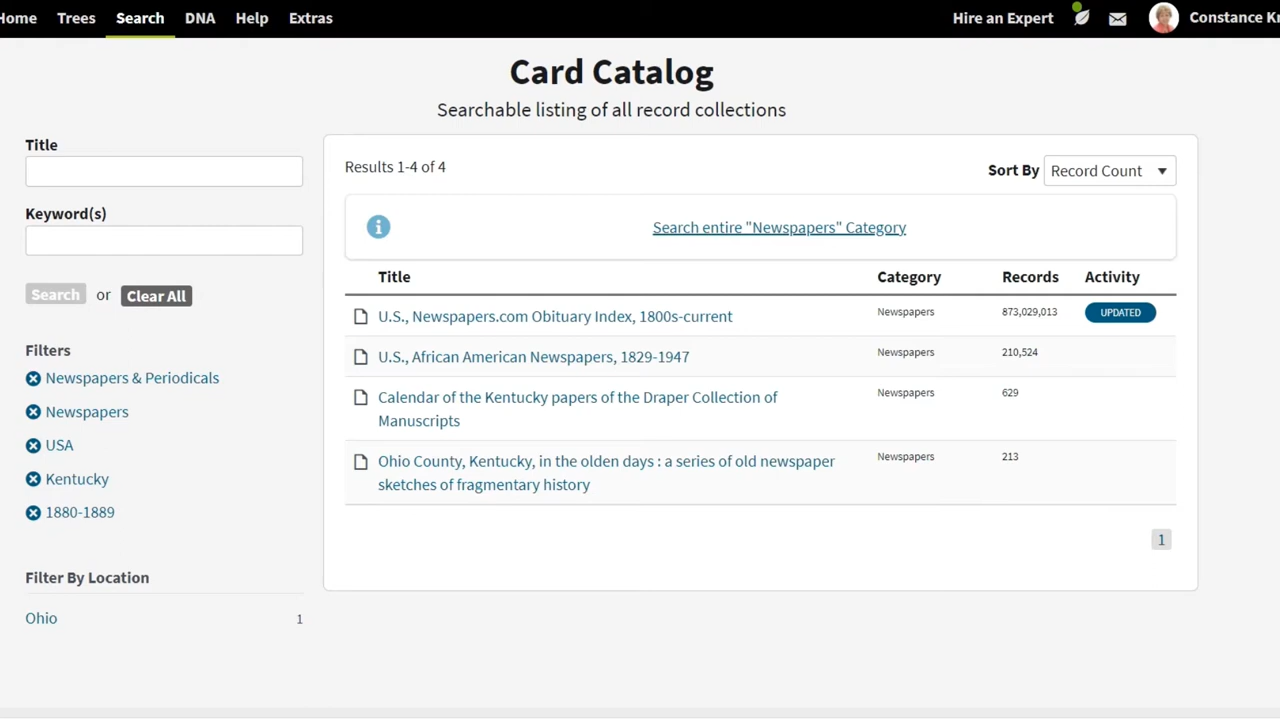 Home Trees Search DNA Help Extras Hire an Expert Constance
Card Catalog
Searchable listing of all record collections
Title
Results 1-4 of 4
Sort By Record Count
Keyword(s)
Search entire "Newspapers" Category
Title Category Records Activity
Search or Clear All
U.S., Newspapers.com Obituary Index, 1800s-current Newspapers 873,029,013 UPDATED
Filters
U.S., African American Newspapers, 1829-1947 Newspapers 210,524
Newspapers & Periodicals
Calendar of the Kentucky papers of the Draper Collection of Newspapers 629
Manuscripts
Newspapers
USA
Ohio County, Kentucky, in the olden days : a series of old newspaper Newspapers 213
sketches of fragmentary history
Kentucky
1880-1889
1
Filter By Location
Ohio 1